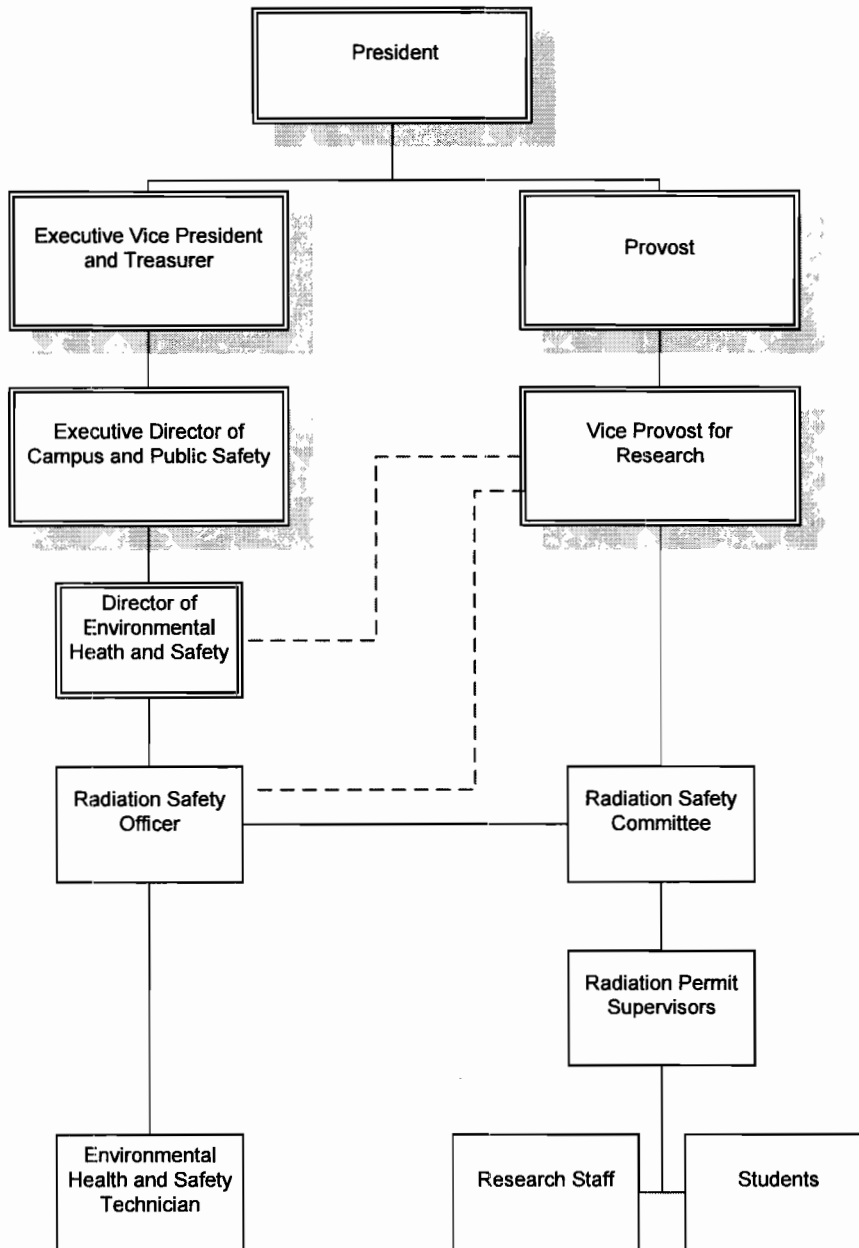 President
Executive Vice President
and Treasurer
Provost
Executive Director of
Campus and Public Safety
Vice Provost for
Research
Director of
Environmental
Heath and Safety
Radiation Safety
Officer
Radiation Safety
Committee
Radiation Permit
Supervisors
Environmental
Health and Safety
Technician
Research Staff
Students